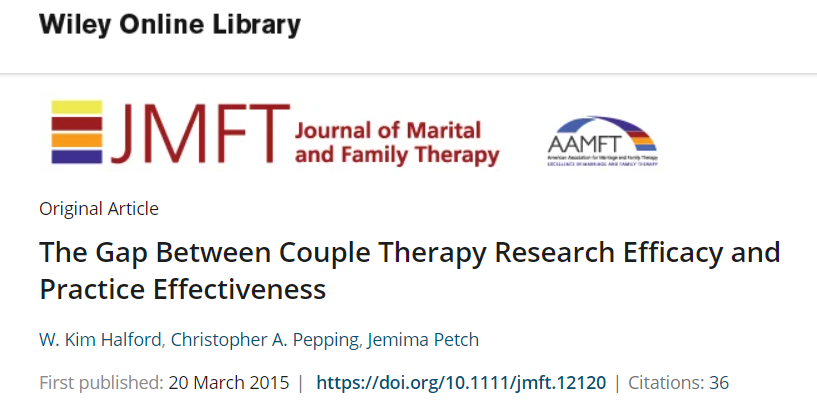 Wiley Online Library
JMFT Journal of Marital
and Family Therapy
AAMFT
American Association for Marriage and Family Therapy
EXCELLENCE IN MARRIAGE AND FAMILY THERAPY
Original Article
The Gap Between Couple Therapy Research Efficacy and
Practice Effectiveness
W. Kim Halford, Christopher A. Pepping, Jemima Petch
First published: 20 March 2015 | https://doi.org/10.1111/jmft.12120 | Citations: 36